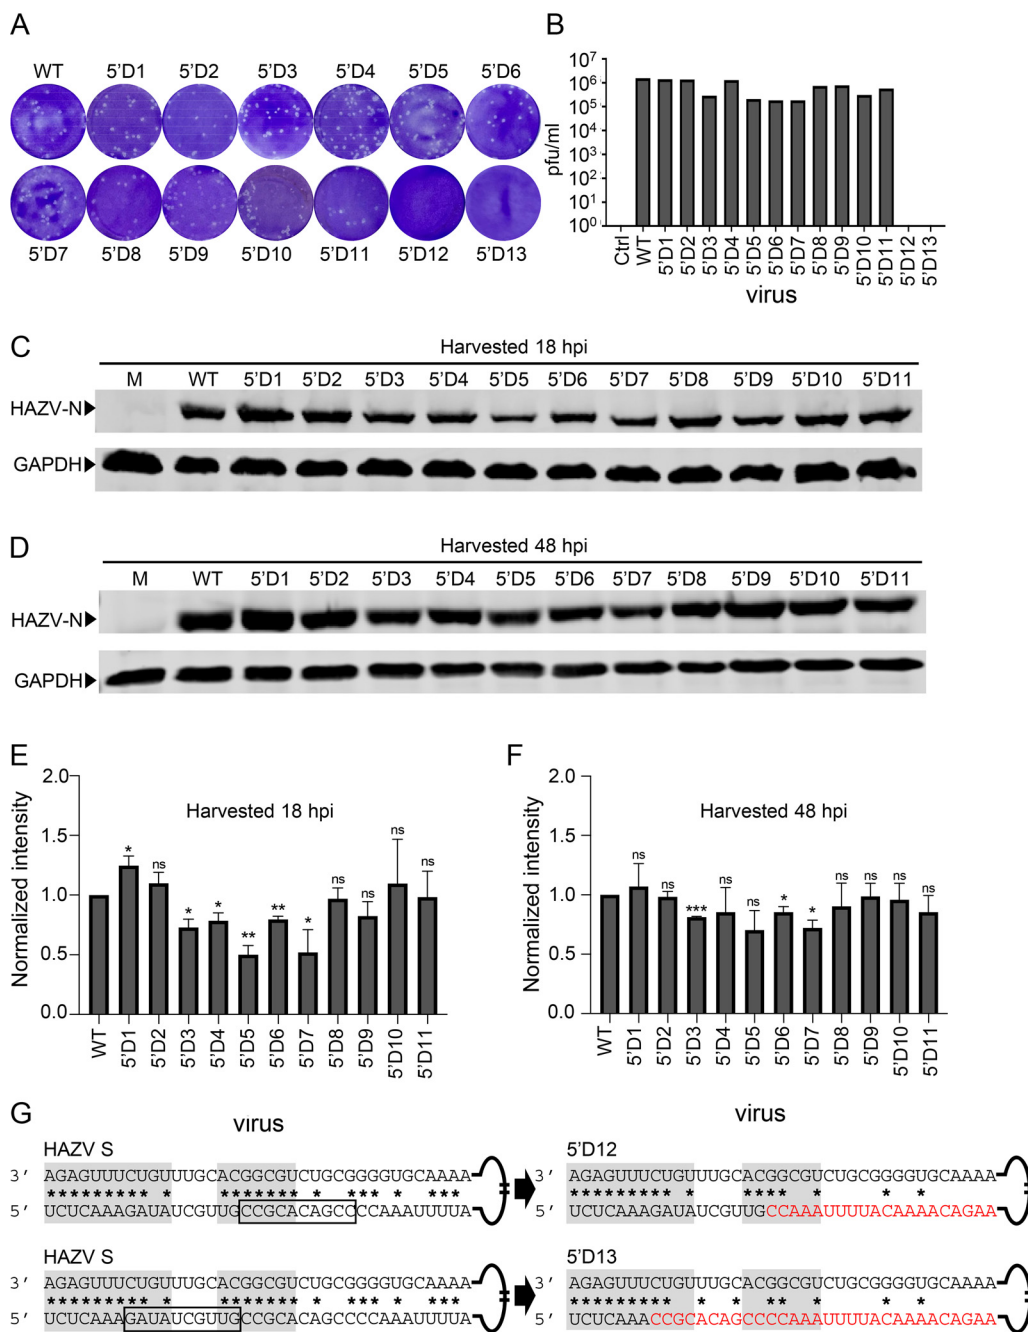 A
WT 5'D1 5'D2 5'D3 5'D4 5'D5 5'D6
5'D7 5'D8 5'D9 5'D10 5'D11 5'D12 5'D13
B
pfu/ml
10⁷
10⁶
10⁵
10⁴
10³
10²
10¹
10⁰
Ctrl WT 5'D1 5'D2 5'D3 5'D4 5'D5 5'D6 5'D7 5'D8 5'D9 5'D10 5'D11 5'D12 5'D13
virus
C
Harvested 18 hpi
M WT 5'D1 5'D2 5'D3 5'D4 5'D5 5'D6 5'D7 5'D8 5'D9 5'D10 5'D11
HAZV-N
GAPDH
D
Harvested 48 hpi
M WT 5'D1 5'D2 5'D3 5'D4 5'D5 5'D6 5'D7 5'D8 5'D9 5'D10 5'D11
HAZV-N
GAPDH
E
Normalized intensity
Harvested 18 hpi
2.0
1.5
1.0
0.5
0.0
* ns * * ** ** * ns ns ns ns
WT 5'D1 5'D2 5'D3 5'D4 5'D5 5'D6 5'D7 5'D8 5'D9 5'D10 5'D11
virus
F
Normalized intensity
Harvested 48 hpi
2.0
1.5
1.0
0.5
0.0
ns ns *** ns ns * * ns ns ns ns
WT 5'D1 5'D2 5'D3 5'D4 5'D5 5'D6 5'D7 5'D8 5'D9 5'D10 5'D11
virus
G
HAZV S
3' AGAGUUUCUGUUUGCACGGCGUCUGCGGGGUGCAAAA
********* * ******* * *** ***
5' UCUCAAAGAUAUCGUUGCCGCACAGCCCCAAAUUUUA
5'D12
3' AGAGUUUCUGUUUGCACGGCGUCUGCGGGGUGCAAAA
********* * **** * * *
5' UCUCAAAGAUAUCGUUGCCAAAUUUUACAAAACAGAA
HAZV S
3' AGAGUUUCUGUUUGCACGGCGUCUGCGGGGUGCAAAA
********* * ******* * *** ***
5' UCUCAAAGAUAUCGUUGCCGCACAGCCCCAAAUUUUA
5'D13
3' AGAGUUUCUGUUUGCACGGCGUCUGCGGGGUGCAAAA
********* * * ** * * *
5' UCUCAAACCGCACAGCCCCAAAUUUUACAAAACAGAA